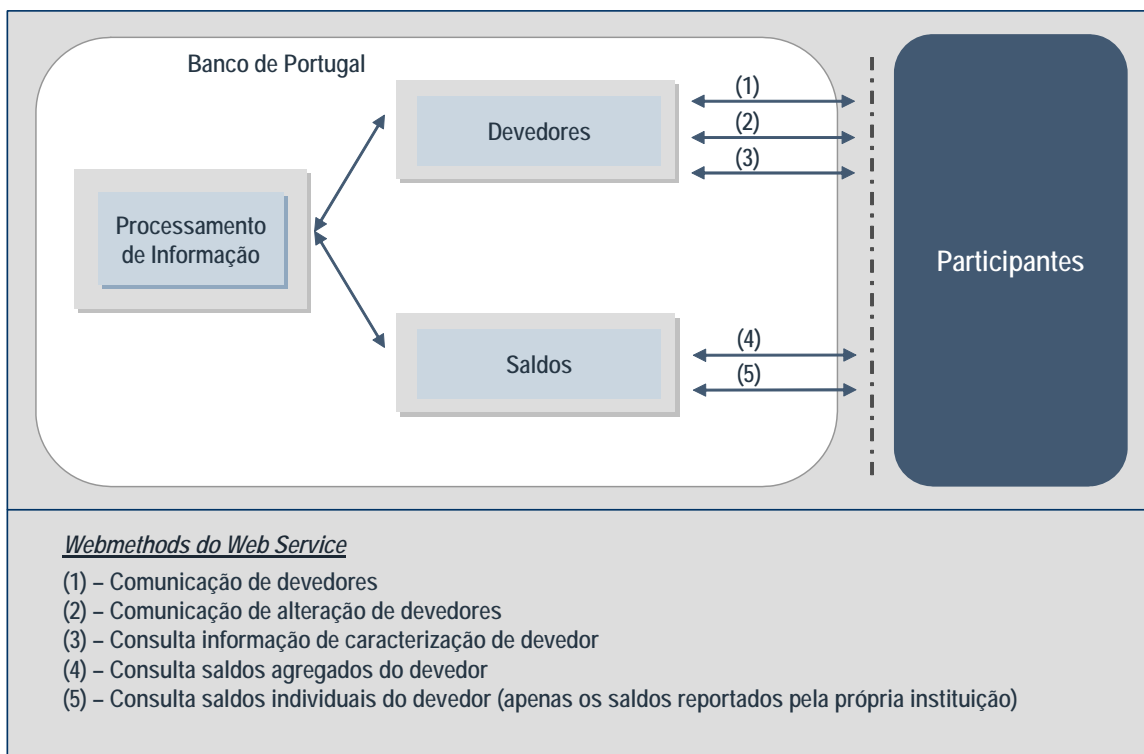 Banco de Portugal
Devedores
(1)
(2)
(3)
Processamento
de Informação
Participantes
Saldos
(4)
(5)
Webmethods do Web Service
(1) – Comunicação de devedores
(2) – Comunicação de alteração de devedores
(3) – Consulta informação de caracterização de devedor
(4) – Consulta saldos agregados do devedor
(5) – Consulta saldos individuais do devedor (apenas os saldos reportados pela própria instituição)